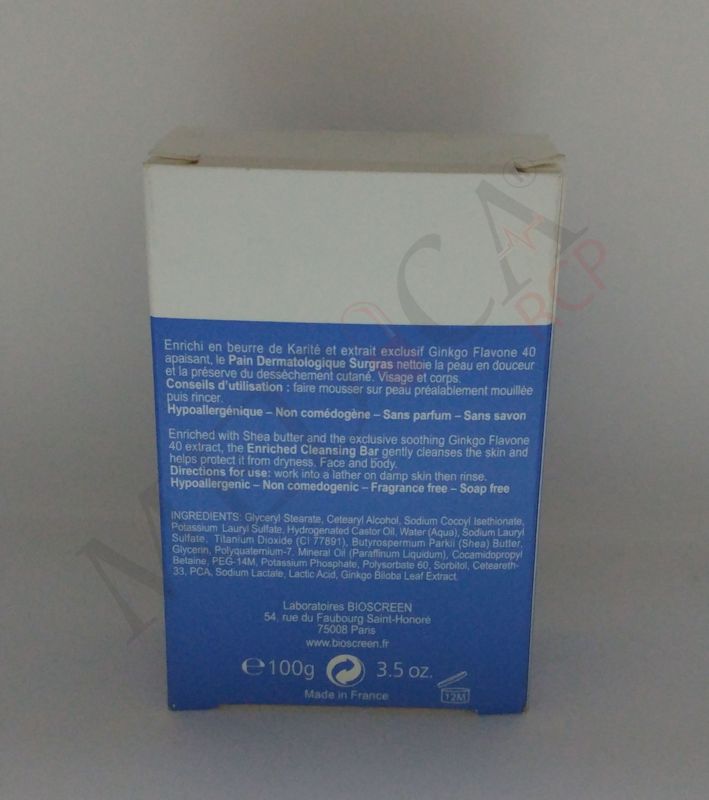 Enrichi en beurre de Karité et extrait exclusif Ginkgo Flavone 40
apaisant, le Pain Dermatologique Surgras nettoie la peau en douceur
et la préserve du dessèchement cutané. Visage et corps.
Conseils d'utilisation : faire mousser sur peau préalablement mouillée
puis rincer.
Hypoallergénique – Non comédogène – Sans parfum – Sans savon
Enriched with Shea butter and the exclusive soothing Ginkgo Flavone
40 extract, the Enriched Cleansing Bar gently cleanses the skin and
helps protect it from dryness. Face and body.
Directions for use: work into a lather on damp skin then rinse.
Hypoallergenic – Non comedogenic – Fragrance free – Soap free
INGREDIENTS: Glyceryl Stearate, Cetearyl Alcohol, Sodium Cocoyl Isethionate,
Potassium Lauryl Sulfate, Hydrogenated Castor Oil, Water (Aqua), Sodium Lauryl
Sulfate, Titanium Dioxide (CI 77891), Butyrospermum Parkii (Shea) Butter,
Glycerin, Polyquaternium-7, Mineral Oil (Paraffinum Liquidum), Cocamidopropyl
Betaine, PEG-14M, Potassium Phosphate, Polysorbate 60, Sorbitol, Ceteareth-
33, PCA, Sodium Lactate, Lactic Acid, Ginkgo Biloba Leaf Extract.
Laboratoires BIOSCREEN
54, rue du Faubourg Saint-Honoré
75008 Paris
www.bioscreen.fr
℮100g 3.5 oz.
Made in France
12M
RCP